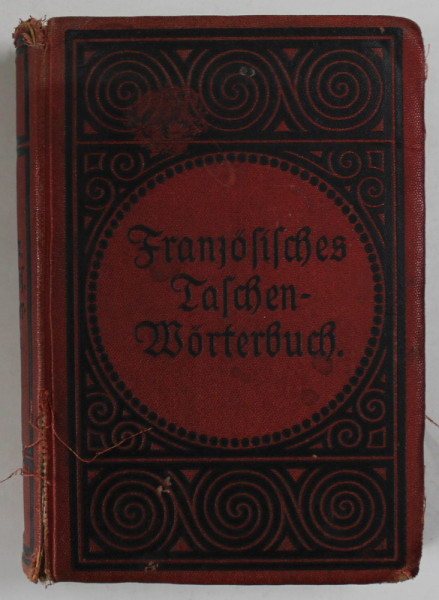 Französisches
Taschen-
Wörterbuch.